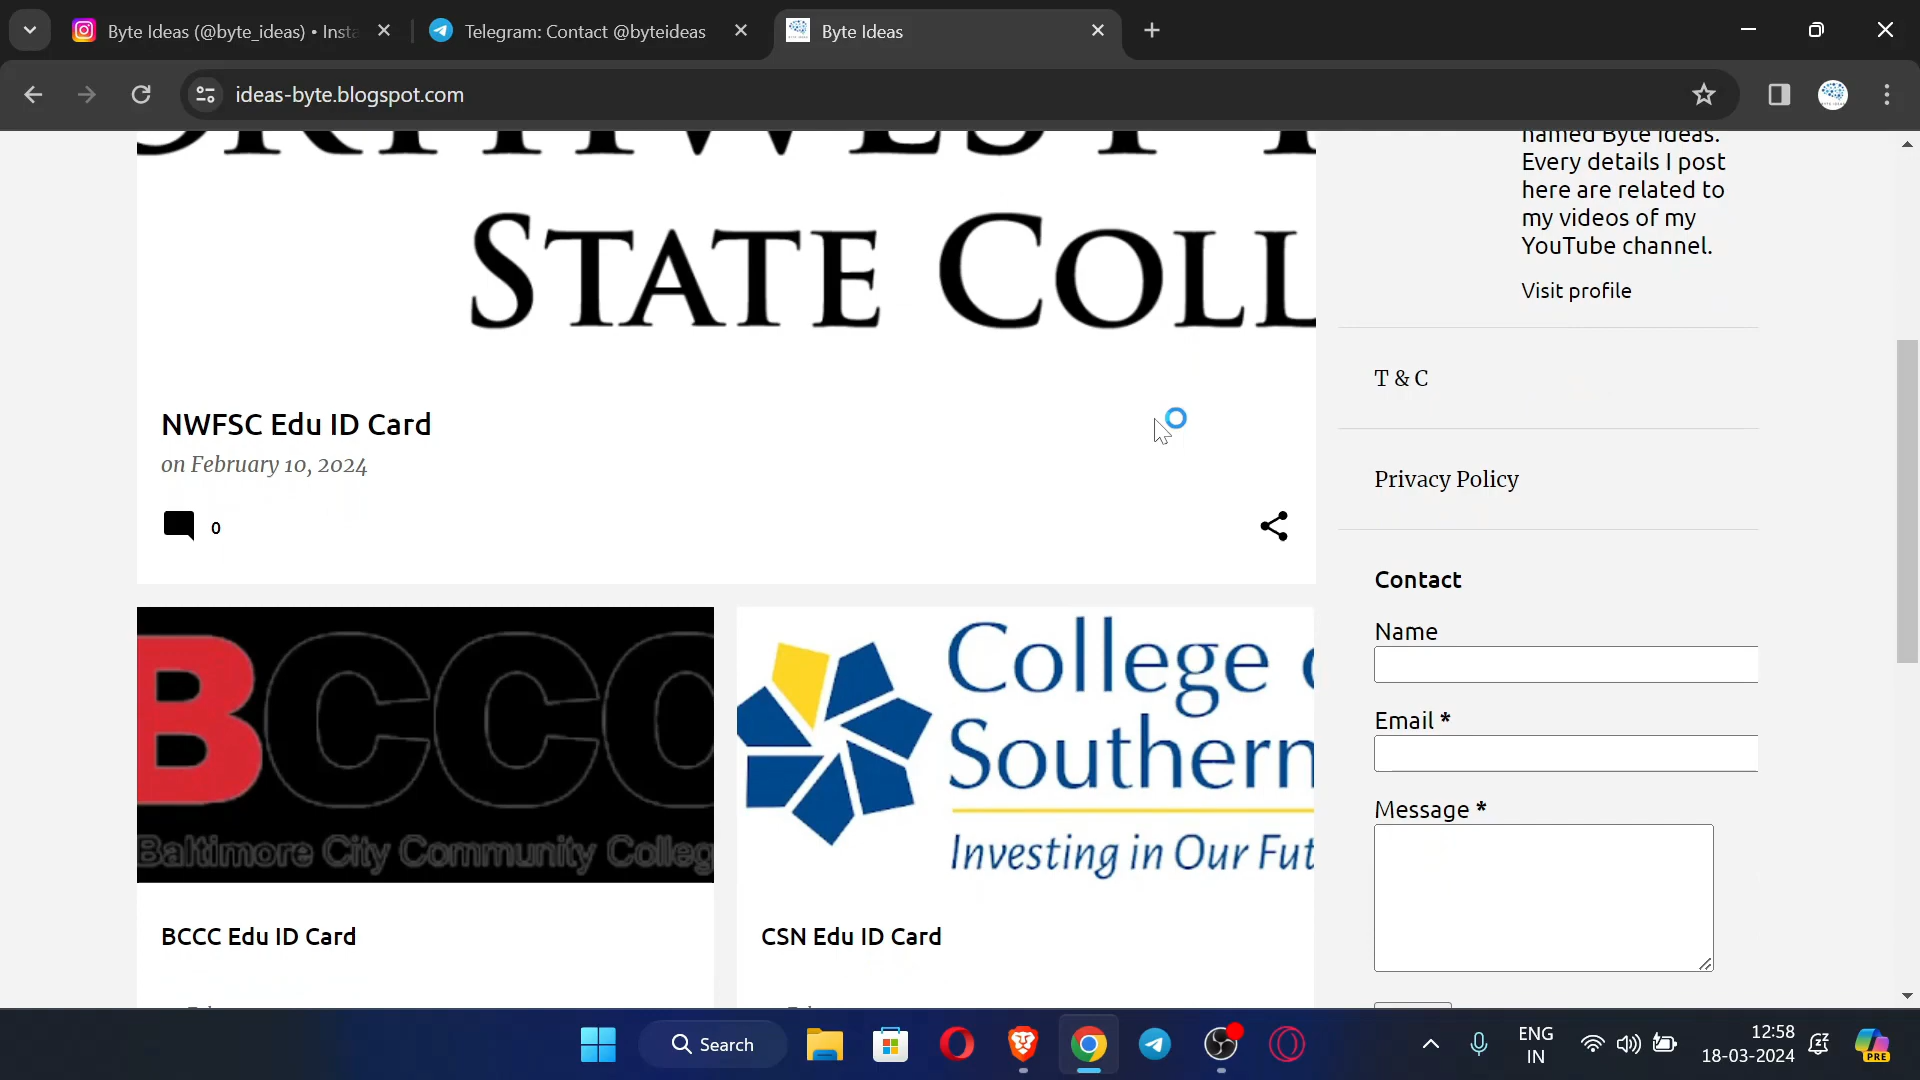 Byte Ideas (@byte_ideas) • Insta
Telegram: Contact @byteideas
Byte Ideas
ideas-byte.blogspot.com
STATE COLL
NWFSC Edu ID Card
on February 10, 2024
0
named Byte Ideas.
Every details I post
here are related to
my videos of my
YouTube channel.
Visit profile
T & C
Privacy Policy
Contact
Name
Email *
Message *
BCCC
Baltimore City Community College
BCCC Edu ID Card
College
Southern
Investing in Our Fut
CSN Edu ID Card
Search
ENG
IN
12:58
18-03-2024
PRE